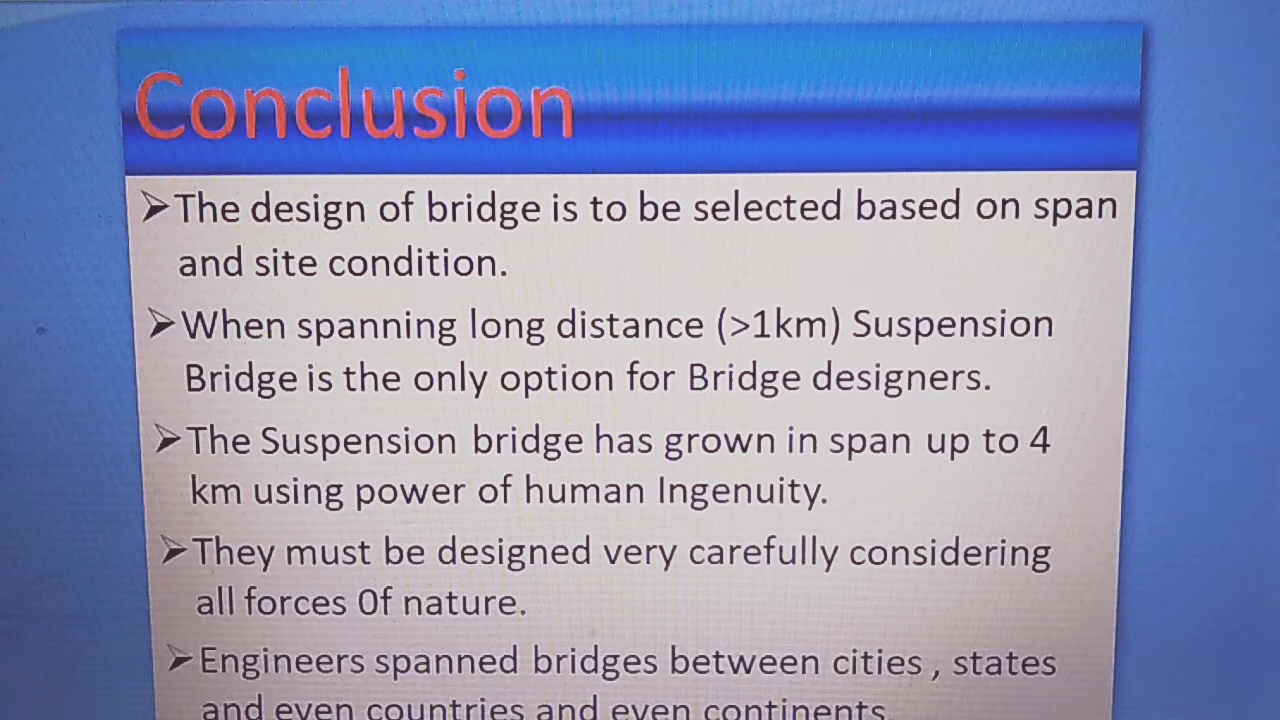 Conclusion
➢The design of bridge is to be selected based on span
and site condition.
➢When spanning long distance (>1km) Suspension
Bridge is the only option for Bridge designers.
➢The Suspension bridge has grown in span up to 4
km using power of human Ingenuity.
➢They must be designed very carefully considering
all forces 0f nature.
➢Engineers spanned bridges between cities , states
and even countries and even continents.